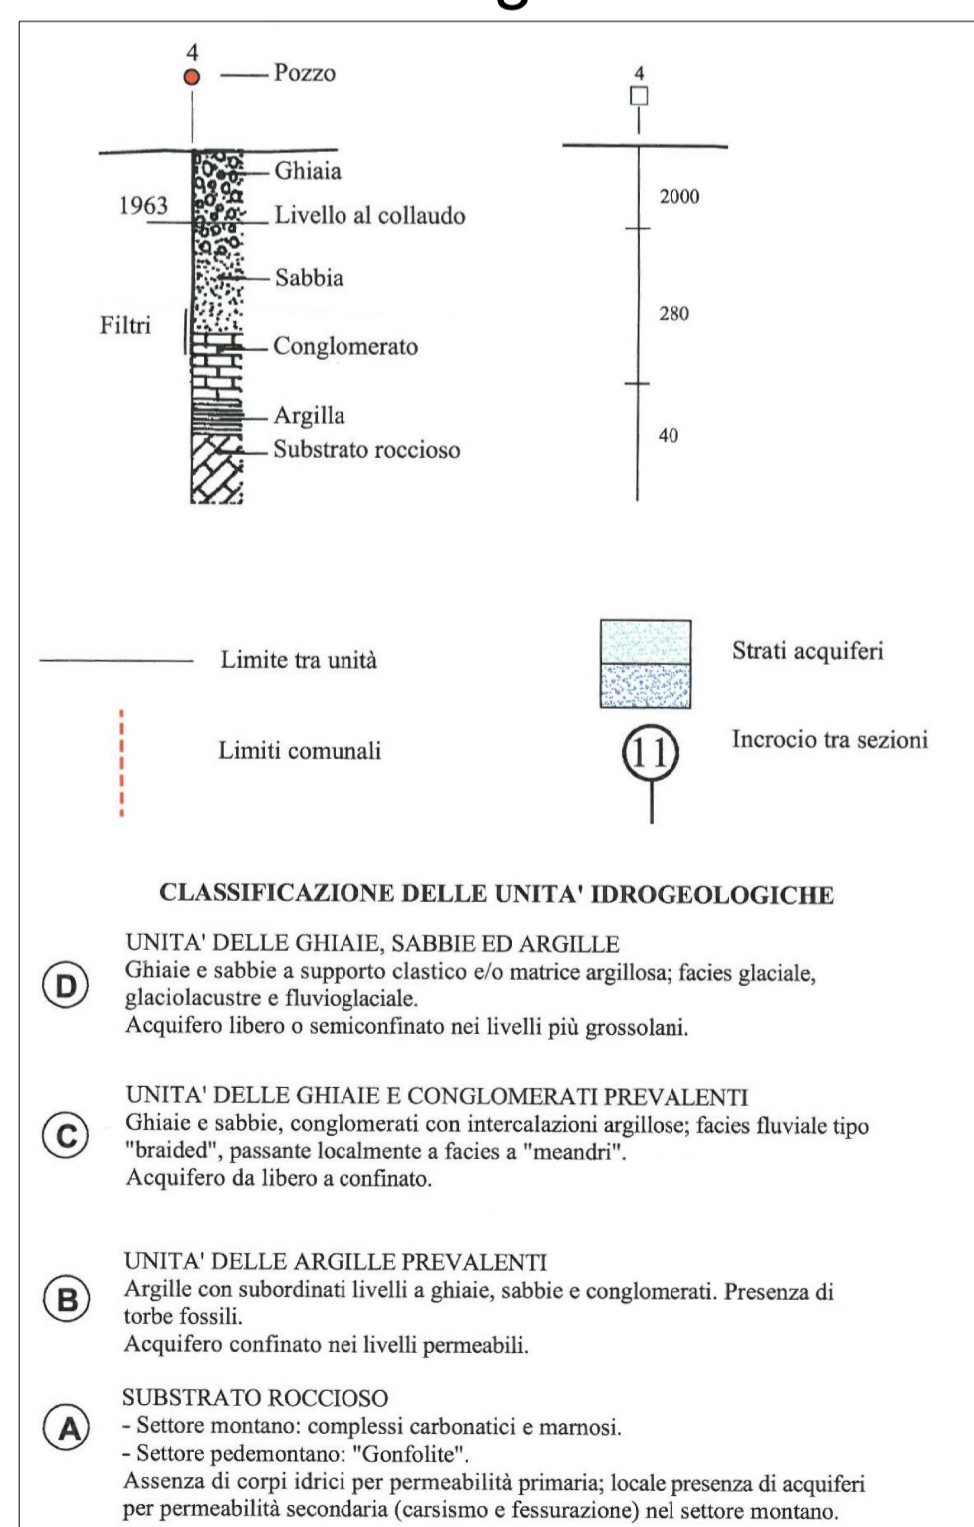 4
Pozzo
Ghiaia
1963
Livello al collaudo
Sabbia
Filtri
Conglomerato
Argilla
Substrato roccioso
4
2000
280
40
Limite tra unità
Strati acquiferi
Limiti comunali
11
Incrocio tra sezioni
CLASSIFICAZIONE DELLE UNITA' IDROGEOLOGICHE
D
UNITA' DELLE GHIAIE, SABBIE ED ARGILLE
Ghiaie e sabbie a supporto clastico e/o matrice argillosa; facies glaciale,
glaciolacustre e fluvioglaciale.
Acquifero libero o semiconfinato nei livelli più grossolani.
C
UNITA' DELLE GHIAIE E CONGLOMERATI PREVALENTI
Ghiaie e sabbie, conglomerati con intercalazioni argillose; facies fluviale tipo
"braided", passante localmente a facies a "meandri".
Acquifero da libero a confinato.
B
UNITA' DELLE ARGILLE PREVALENTI
Argille con subordinati livelli a ghiaie, sabbie e conglomerati. Presenza di
torbe fossili.
Acquifero confinato nei livelli permeabili.
A
SUBSTRATO ROCCIOSO
- Settore montano: complessi carbonatici e marnosi.
- Settore pedemontano: "Gonfolite".
Assenza di corpi idrici per permeabilità primaria; locale presenza di acquiferi
per permeabilità secondaria (carsismo e fessurazione) nel settore montano.